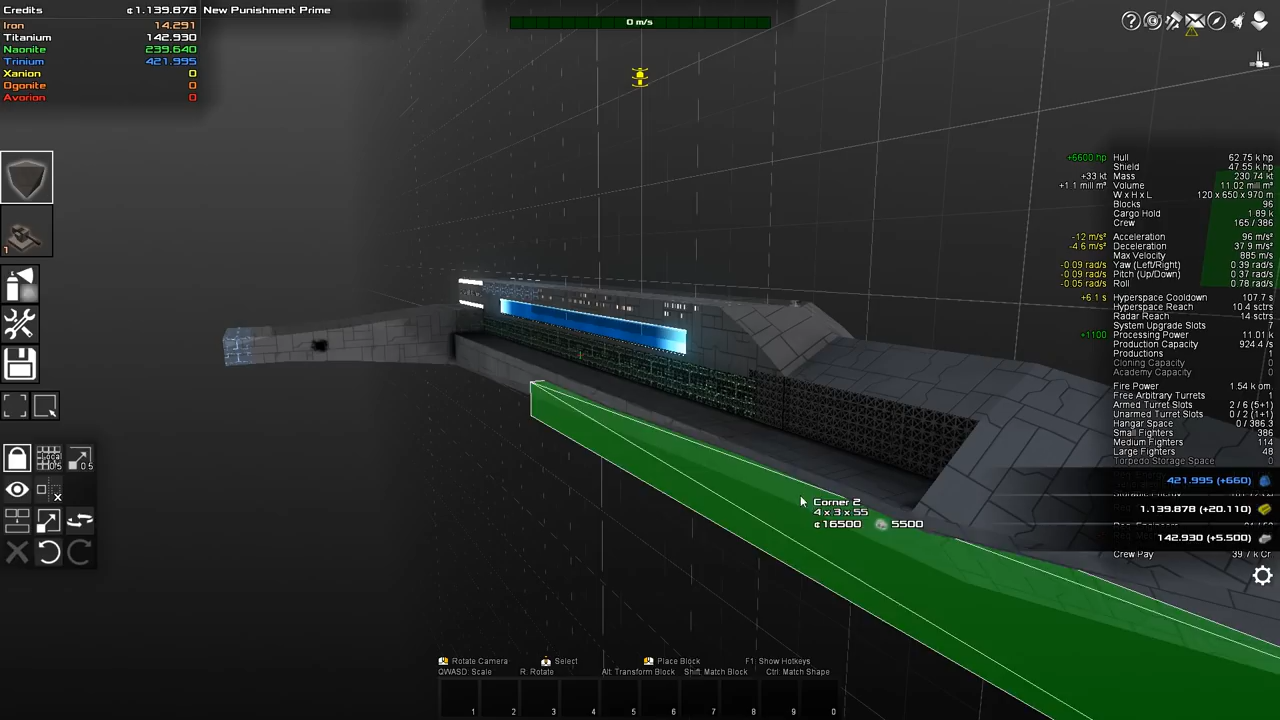 Credits ¢1.139.878 New Punishment Prime
Iron 14.291
Titanium 142.930
Naonite 239.640
Trinium 421.995
Xanion 0
Ogonite 0
Avorion 0
0 m/s
1
Local
0.5
0.5
+6600 hp Hull 62.75 k hp
Shield 47.55 k hp
+33 kt Mass 230.74 kt
+1.1 mill m³ Volume 11.02 mill m³
W x H x L 120 x 650 x 970 m
Blocks 96
Cargo Hold 1.89 k
Crew 165 / 386
-12 m/s² Acceleration 96 m/s²
-4.6 m/s² Deceleration 37.9 m/s²
Max Velocity 885 m/s
-0.09 rad/s Yaw (Left/Right) 0.39 rad/s
-0.09 rad/s Pitch (Up/Down) 0.37 rad/s
-0.05 rad/s Roll 0.78 rad/s
+6.1 s Hyperspace Cooldown 107.7 s
Hyperspace Reach 10.4 sctrs
Radar Reach 14 sctrs
System Upgrade Slots 7
+1100 Processing Power 11.01 k
Production Capacity 924.4/s
Productions 1
Cloning Capacity 0
Academy Capacity 0
Fire Power 1.54 k om.
Free Arbitrary Turrets 1
Armed Turret Slots 2 / 6 (5+1)
Unarmed Turret Slots 0 / 2 (1+1)
Hangar Space 0 / 386.3
Small Fighters 386
Medium Fighters 114
Large Fighters 48
Torpedo Storage Space 0
421.995 (+660)
1.139.878 (+20.110)
142.930 (+5.500)
Crew Pay 39.7 k Cr
Corner 2
4 x 3 x 55
¢16500 5500
Rotate Camera Select Place Block F1: Show Hotkeys
QWASD: Scale R: Rotate Alt: Transform Block Shift: Match Block Ctrl: Match Shape
1 2 3 4 5 6 7 8 9 0